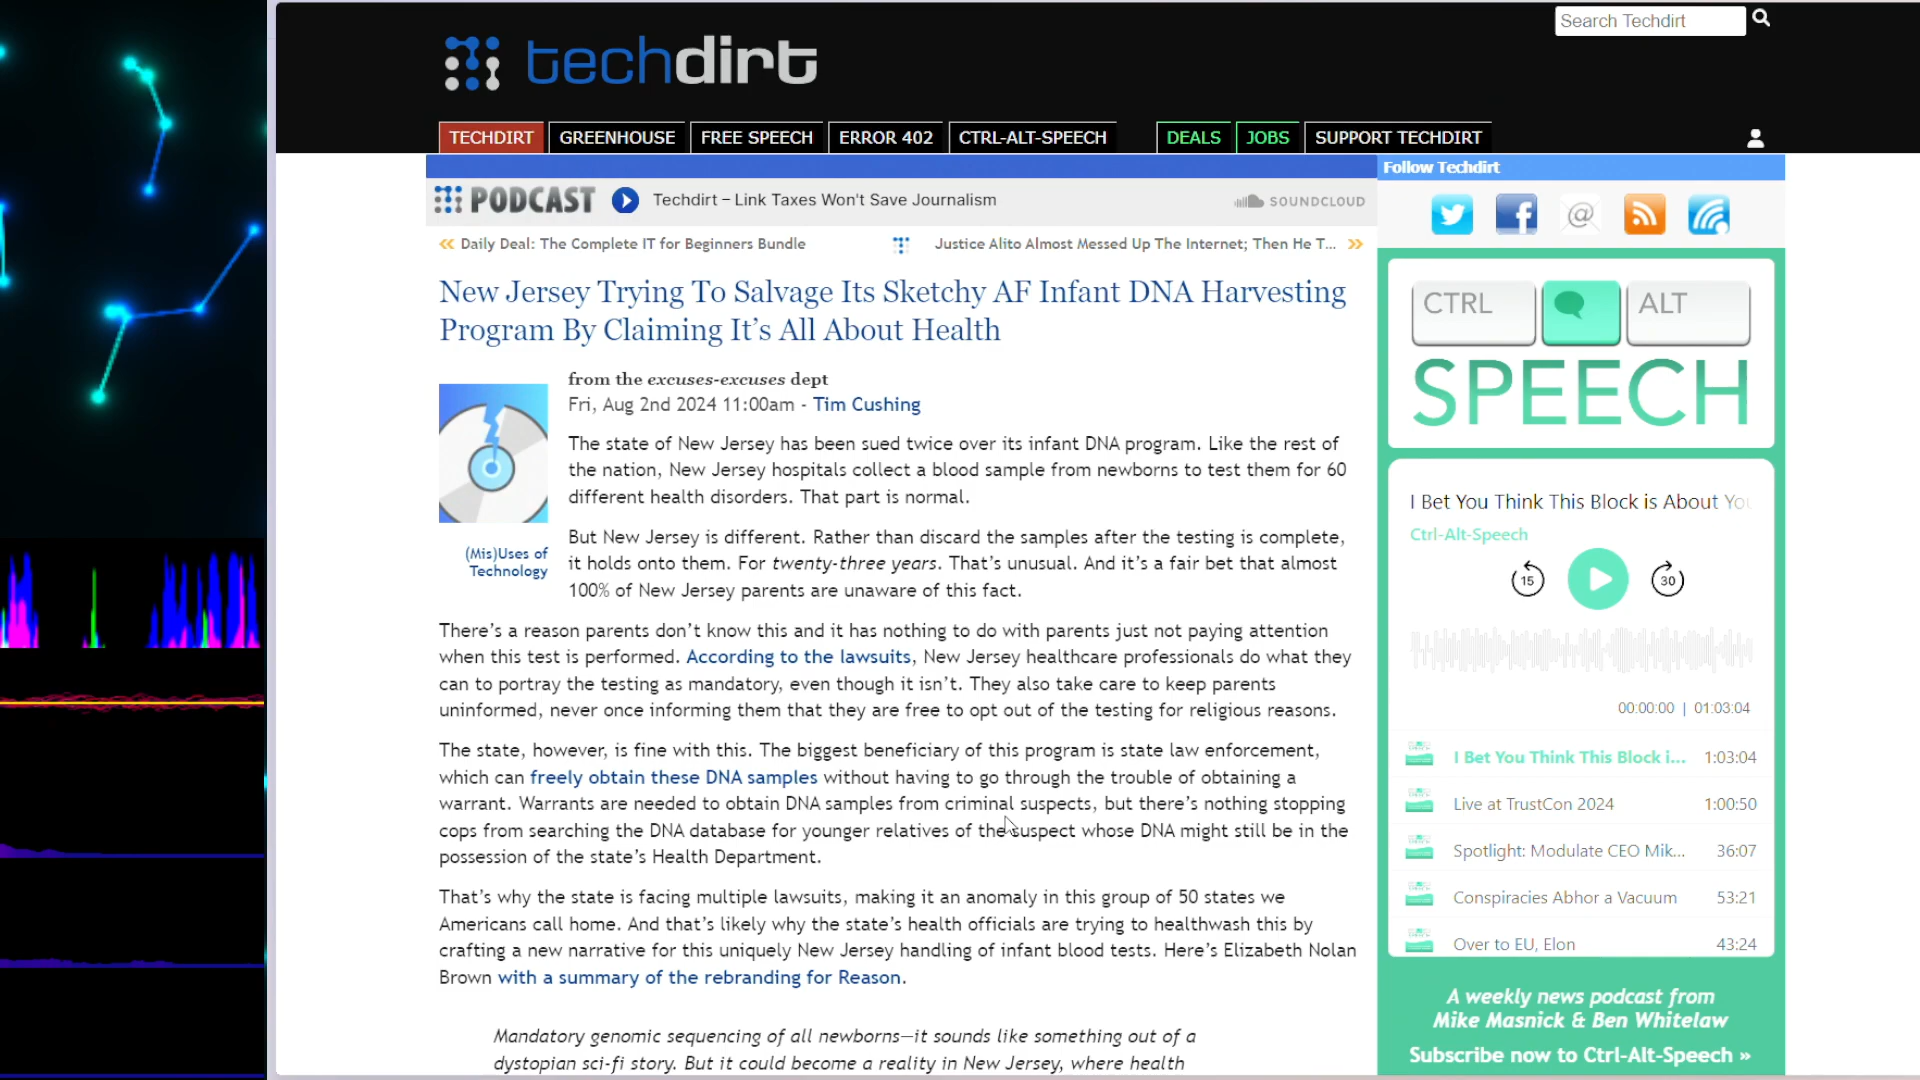 Search Techdirt
techdirt
TECHDIRT
GREENHOUSE
FREE SPEECH
ERROR 402
CTRL-ALT-SPEECH
DEALS
JOBS
SUPPORT TECHDIRT
PODCAST
Techdirt – Link Taxes Won't Save Journalism
SOUNDCLOUD
« Daily Deal: The Complete IT for Beginners Bundle
Justice Alito Almost Messed Up The Internet; Then He T... »
New Jersey Trying To Salvage Its Sketchy AF Infant DNA Harvesting
Program By Claiming It's All About Health
from the excuses-excuses dept
Fri, Aug 2nd 2024 11:00am - Tim Cushing
(Mis)Uses of
Technology
The state of New Jersey has been sued twice over its infant DNA program. Like the rest of
the nation, New Jersey hospitals collect a blood sample from newborns to test them for 60
different health disorders. That part is normal.
But New Jersey is different. Rather than discard the samples after the testing is complete,
it holds onto them. For twenty-three years. That's unusual. And it's a fair bet that almost
100% of New Jersey parents are unaware of this fact.
There's a reason parents don't know this and it has nothing to do with parents just not paying attention
when this test is performed. According to the lawsuits, New Jersey healthcare professionals do what they
can to portray the testing as mandatory, even though it isn't. They also take care to keep parents
uninformed, never once informing them that they are free to opt out of the testing for religious reasons.
The state, however, is fine with this. The biggest beneficiary of this program is state law enforcement,
which can freely obtain these DNA samples without having to go through the trouble of obtaining a
warrant. Warrants are needed to obtain DNA samples from criminal suspects, but there's nothing stopping
cops from searching the DNA database for younger relatives of the suspect whose DNA might still be in the
possession of the state's Health Department.
That's why the state is facing multiple lawsuits, making it an anomaly in this group of 50 states we
Americans call home. And that's likely why the state's health officials are trying to healthwash this by
crafting a new narrative for this uniquely New Jersey handling of infant blood tests. Here's Elizabeth Nolan
Brown with a summary of the rebranding for Reason.
Mandatory genomic sequencing of all newborns—it sounds like something out of a
dystopian sci-fi story. But it could become a reality in New Jersey, where health
Follow Techdirt
CTRL
ALT
SPEECH
I Bet You Think This Block is About You
Ctrl-Alt-Speech
15
30
00:00:00 | 01:03:04
I Bet You Think This Block i... 1:03:04
Live at TrustCon 2024 1:00:50
Spotlight: Modulate CEO Mik... 36:07
Conspiracies Abhor a Vacuum 53:21
Over to EU, Elon 43:24
A weekly news podcast from
Mike Masnick & Ben Whitelaw
Subscribe now to Ctrl-Alt-Speech »